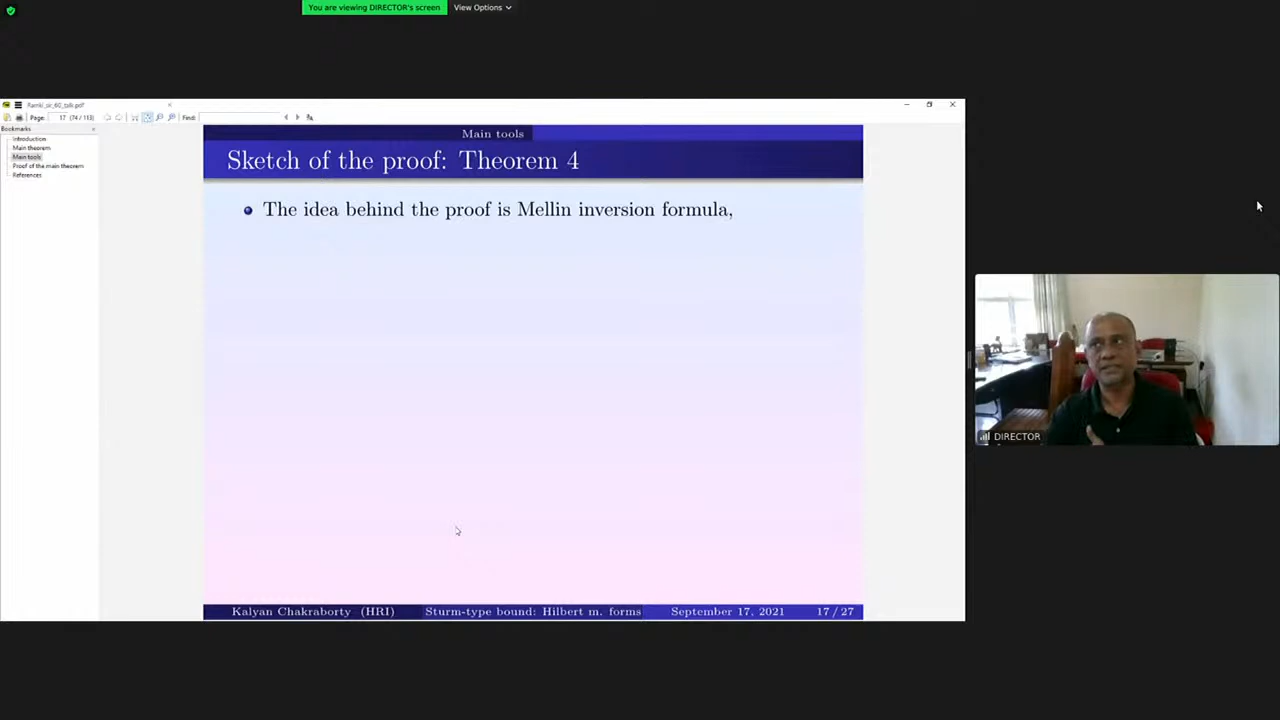 You are viewing DIRECTOR's screen
View Options
Ramki_sir_60_talk.pdf
Page: 17 (74 / 113)
Find:
Bookmarks
Introduction
Main theorem
Main tools
Proof of the main theorem
References
Main tools
Sketch of the proof: Theorem 4
The idea behind the proof is Mellin inversion formula,
DIRECTOR
Kalyan Chakraborty (HRI) Sturm-type bound: Hilbert m. forms September 17, 2021 17 / 27